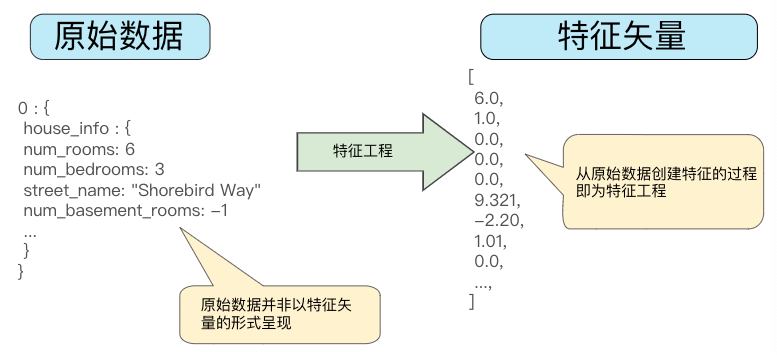 原始数据
特征矢量
0 : {
house_info : {
num_rooms: 6
num_bedrooms: 3
street_name: "Shorebird Way"
num_basement_rooms: −1
...
}
}
原始数据并非以特征矢
量的形式呈现
特征工程
[
6.0,
1.0,
0.0,
0.0,
0.0,
9.321,
−2.20,
1.01,
0.0,
...,
]
从原始数据创建特征的过程
即为特征工程